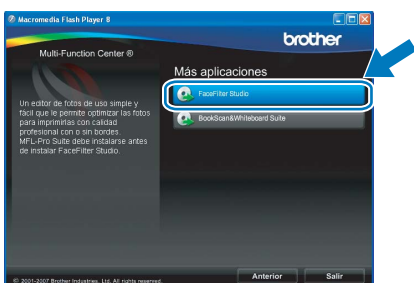 Macromedia Flash Player 8
brother
Multi-Function Center ®
Más aplicaciones
FaceFilter Studio
BookScan&Whiteboard Suite
Un editor de fotos de uso simple y
fácil que le permite optimizar las fotos
para imprimirlas con calidad
profesional con o sin bordes.
MFL-Pro Suite debe instalarse antes
de instalar FaceFilter Studio.
Anterior
Salir
© 2001-2007 Brother Industries, Ltd. All rights reserved.